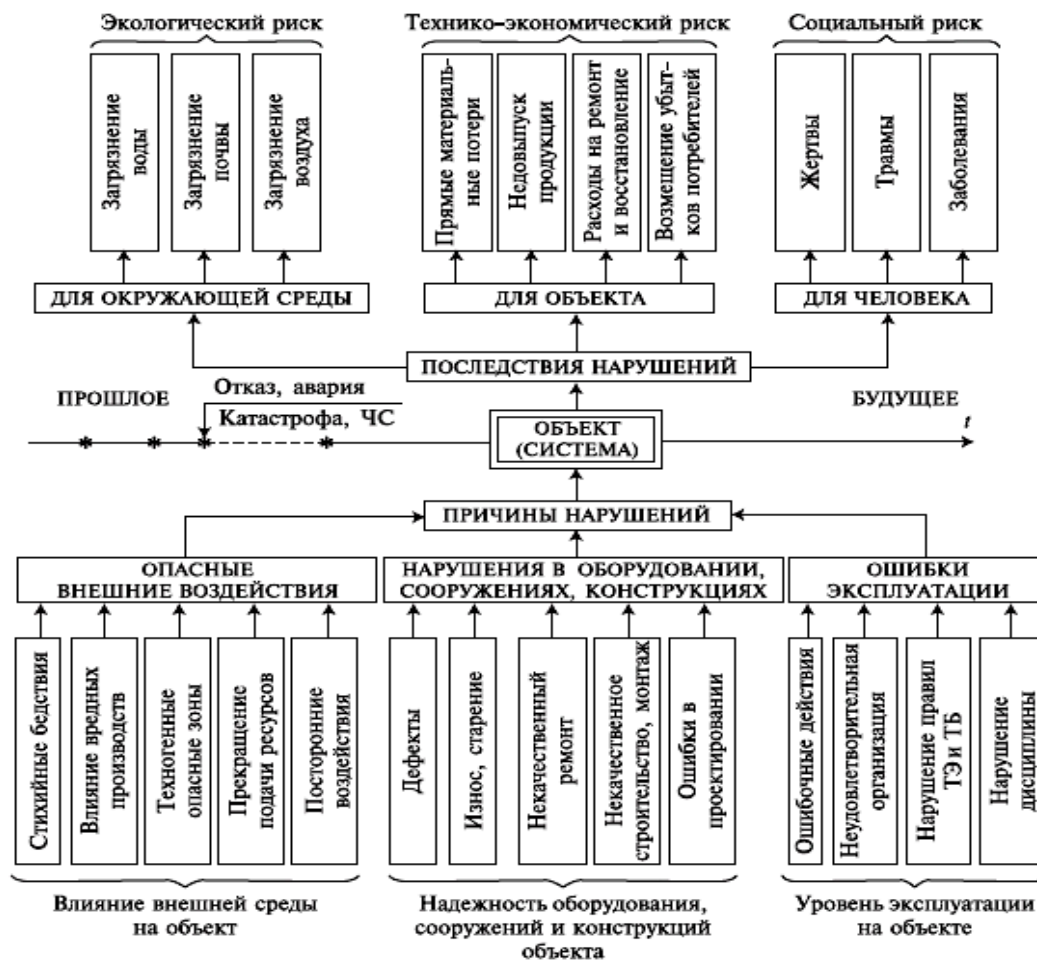 Экологический риск
Технико-экономический риск
Социальный риск
Загрязнение
воды
Загрязнение
почвы
Загрязнение
воздуха
Прямые материаль-
ные потери
Недовыпуск
продукции
Расходы на ремонт
и восстановление
Возмещение убыт-
ков потребителей
Жертвы
Травмы
Заболевания
ДЛЯ ОКРУЖАЮЩЕЙ СРЕДЫ
ДЛЯ ОБЪЕКТА
ДЛЯ ЧЕЛОВЕКА
ПОСЛЕДСТВИЯ НАРУШЕНИЙ
ПРОШЛОЕ
Отказ, авария
Катастрофа, ЧС
ОБЪЕКТ
(СИСТЕМА)
БУДУЩЕЕ
t
ПРИЧИНЫ НАРУШЕНИЙ
ОПАСНЫЕ
ВНЕШНИЕ ВОЗДЕЙСТВИЯ
НАРУШЕНИЯ В ОБОРУДОВАНИИ,
СООРУЖЕНИЯХ, КОНСТРУКЦИЯХ
ОШИБКИ
ЭКСПЛУАТАЦИИ
Стихийные бедствия
Влияние вредных
производств
Техногенные
опасные зоны
Прекращение
подачи ресурсов
Посторонние
воздействия
Дефекты
Износ, старение
Некачественный
ремонт
Некачественное
строительство, монтаж
Ошибки в
проектировании
Ошибочные действия
Неудовлетворительная
организация
Нарушение правил
ТЭ и ТБ
Нарушение
дисциплины
Влияние внешней среды
на объект
Надежность оборудования,
сооружений и конструкций
объекта
Уровень эксплуатации
на объекте